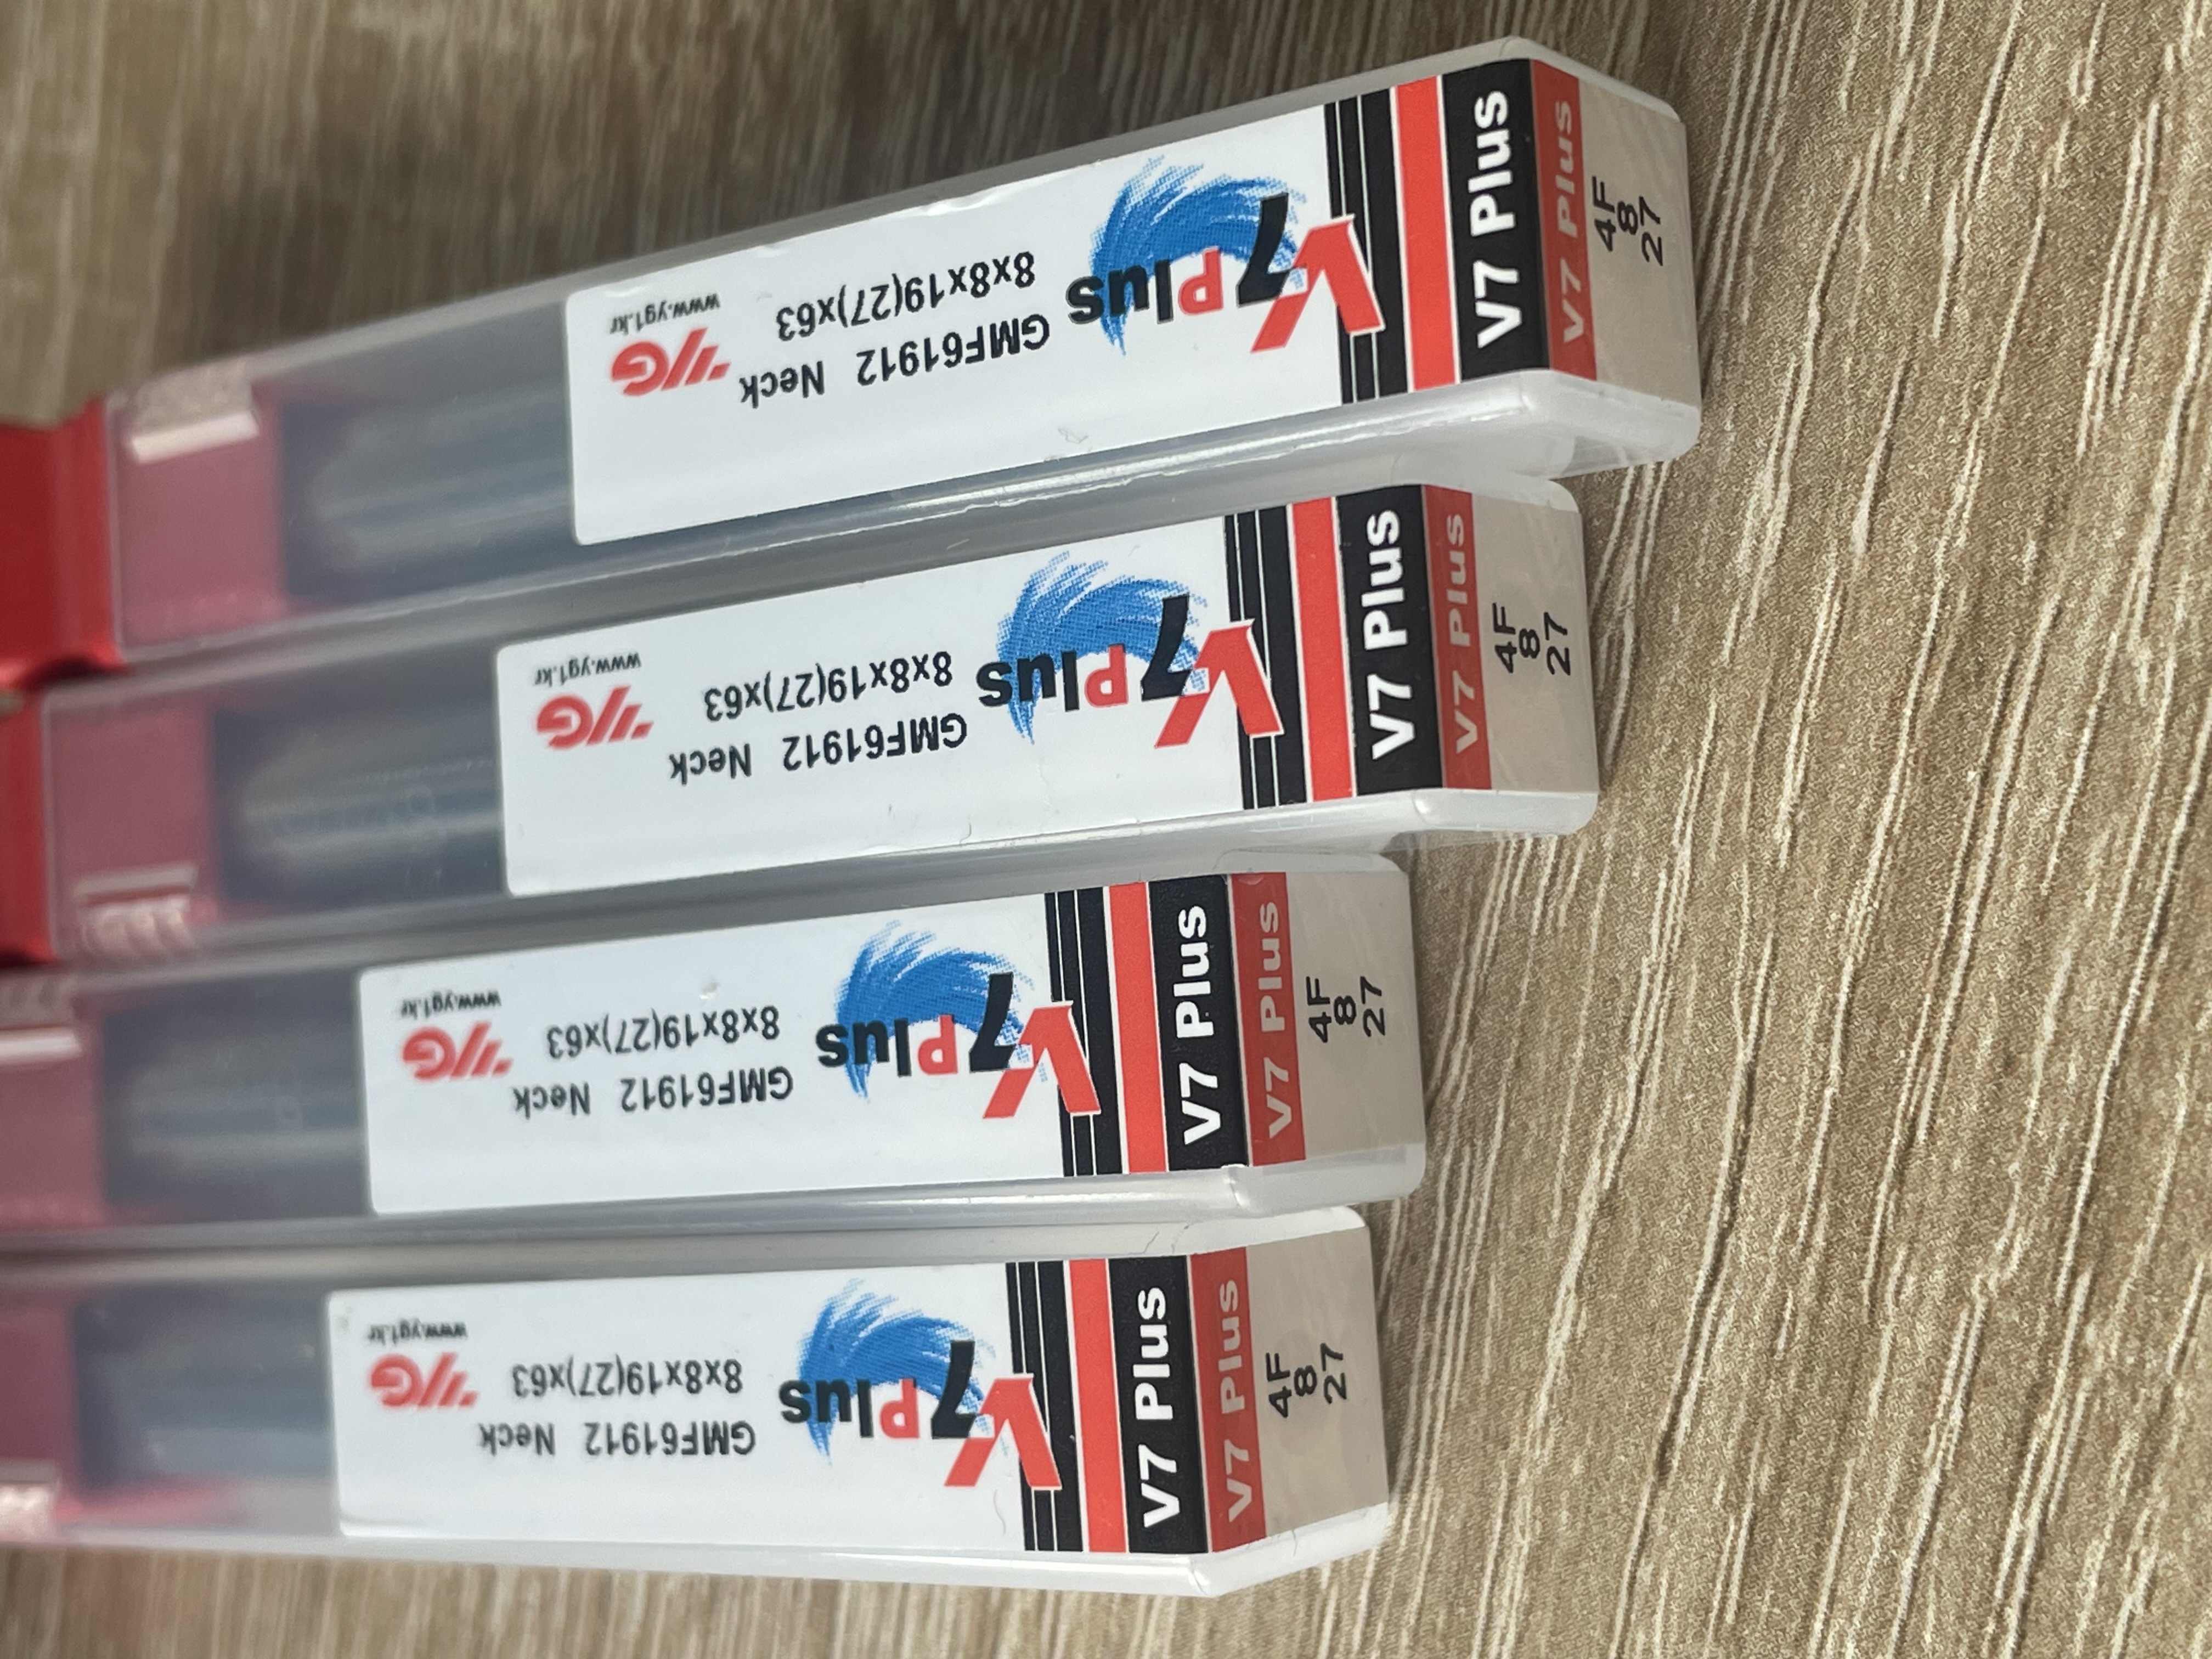 YG
www.yg1.kr
GMF61912 Neck
8x8x19(27)x63
V7 Plus
V7 Plus
V7 Plus
4F
8
27
YG
www.yg1.kr
GMF61912 Neck
8x8x19(27)x63
V7 Plus
V7 Plus
V7 Plus
4F
8
27
YG
www.yg1.kr
GMF61912 Neck
8x8x19(27)x63
V7 Plus
V7 Plus
V7 Plus
4F
8
27
YG
www.yg1.kr
GMF61912 Neck
8x8x19(27)x63
V7 Plus
V7 Plus
V7 Plus
4F
8
27